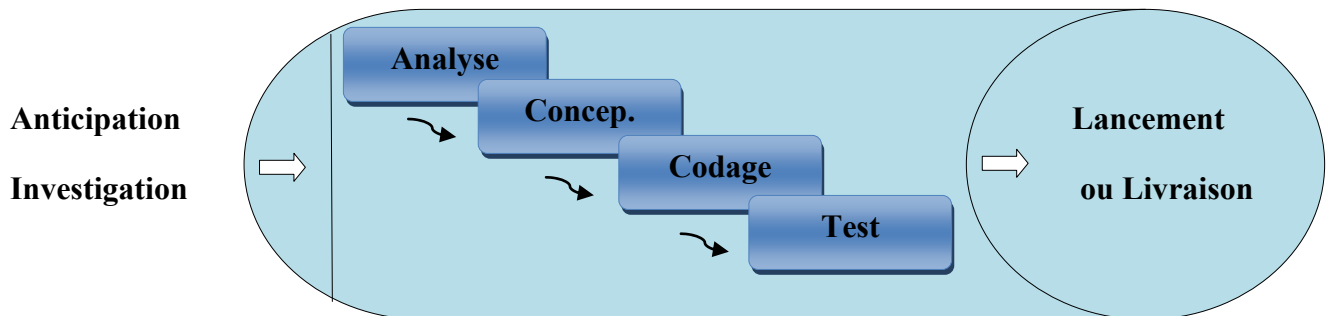 Anticipation
Investigation
Analyse
Concep.
Codage
Test
Lancement
ou Livraison